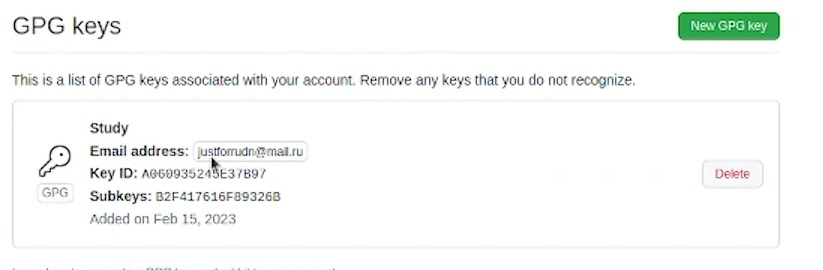 GPG keys
New GPG key
This is a list of GPG keys associated with your account. Remove any keys that you do not recognize.
Study
Email address: justforrudn@mail.ru
Key ID: A060935245E37B97
Subkeys: B2F417616F89326B
Added on Feb 15, 2023
GPG
Delete